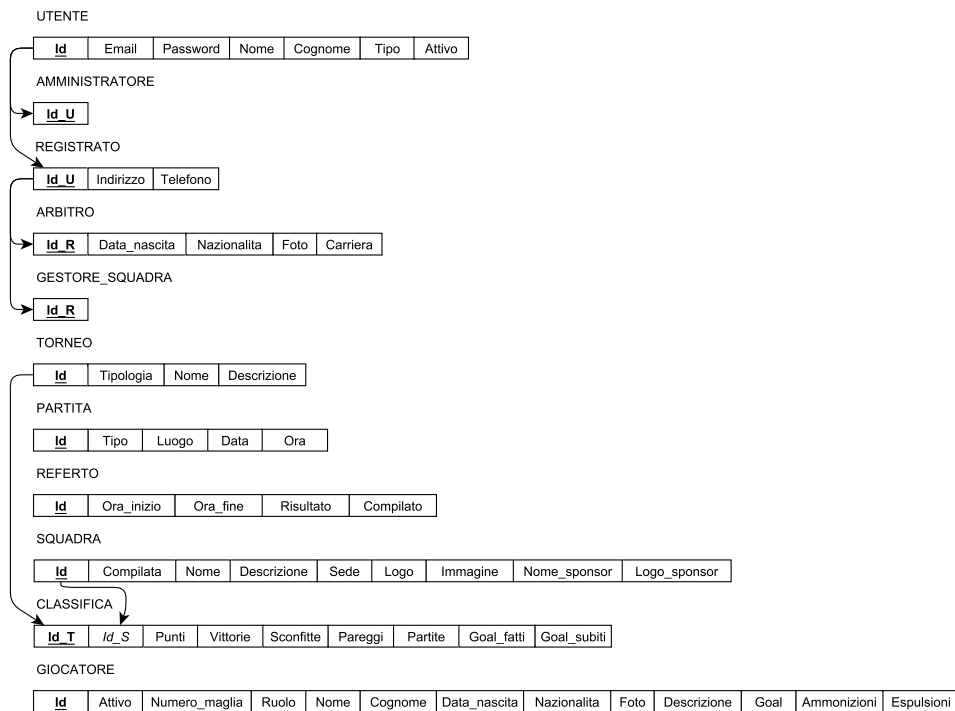 UTENTE
Id Email Password Nome Cognome Tipo Attivo
AMMINISTRATORE
Id_U
REGISTRATO
Id_U Indirizzo Telefono
ARBITRO
Id_R Data_nascita Nazionalita Foto Carriera
GESTORE_SQUADRA
Id_R
TORNEO
Id Tipologia Nome Descrizione
PARTITA
Id Tipo Luogo Data Ora
REFERTO
Id Ora_inizio Ora_fine Risultato Compilato
SQUADRA
Id Compilata Nome Descrizione Sede Logo Immagine Nome_sponsor Logo_sponsor
CLASSIFICA
Id_T Id_S Punti Vittorie Sconfitte Pareggi Partite Goal_fatti Goal_subiti
GIOCATORE
Id Attivo Numero_maglia Ruolo Nome Cognome Data_nascita Nazionalita Foto Descrizione Goal Ammonizioni Espulsioni